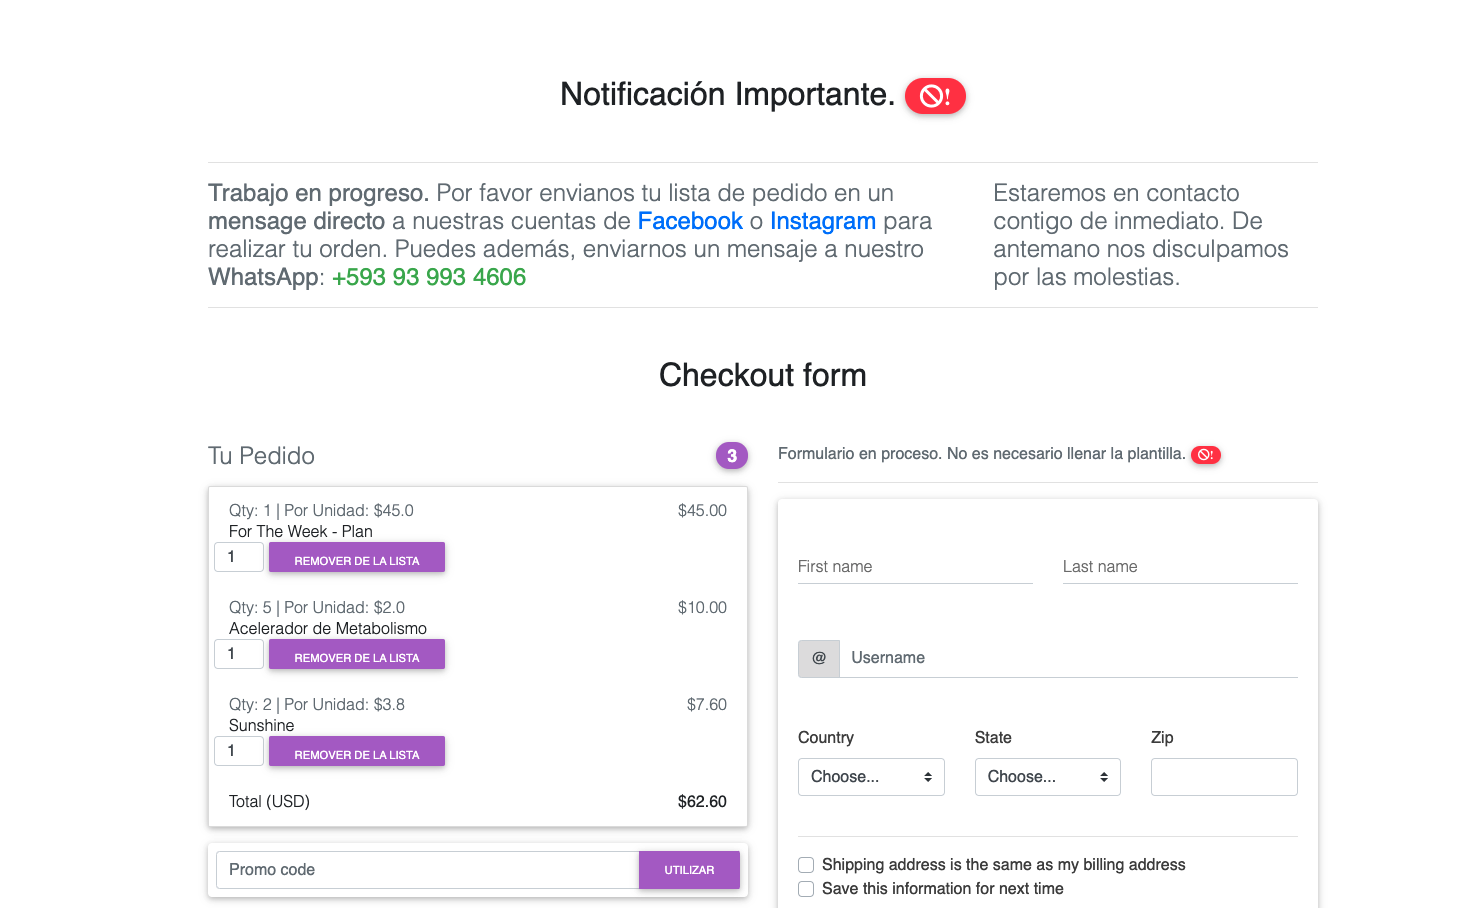 Notificación Importante. !
Trabajo en progreso. Por favor envianos tu lista de pedido en un
mensage directo a nuestras cuentas de Facebook o Instagram para
realizar tu orden. Puedes además, enviarnos un mensaje a nuestro
WhatsApp: +593 93 993 4606
Estaremos en contacto
contigo de inmediato. De
antemano nos disculpamos
por las molestias.
Checkout form
Tu Pedido 3
Qty: 1 | Por Unidad: $45.0 $45.00
For The Week - Plan
1 REMOVER DE LA LISTA
Qty: 5 | Por Unidad: $2.0 $10.00
Acelerador de Metabolismo
1 REMOVER DE LA LISTA
Qty: 2 | Por Unidad: $3.8 $7.60
Sunshine
1 REMOVER DE LA LISTA
Total (USD) $62.60
Promo code UTILIZAR
Formulario en proceso. No es necesario llenar la plantilla. !
First name Last name
@ Username
Country State Zip
Choose... Choose...
Shipping address is the same as my billing address
Save this information for next time